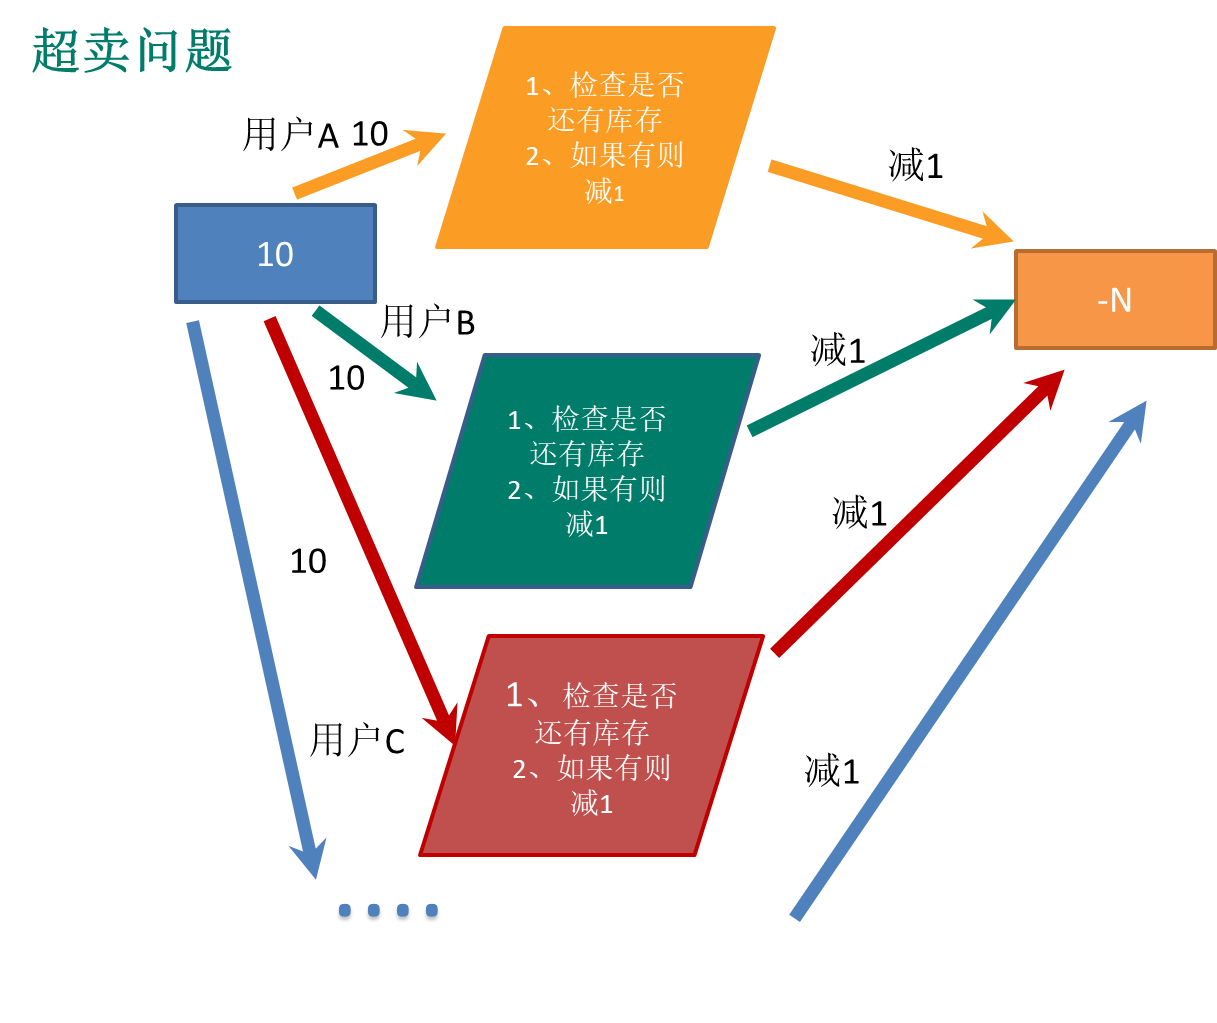 超卖问题
用户A 10
1、检查是否
还有库存
2、如果有则
减1
减1
10
-N
用户B
10
减1
1、检查是否
还有库存
2、如果有则
减1
10
减1
1、检查是否
还有库存
2、如果有则
减1
用户C
减1
....